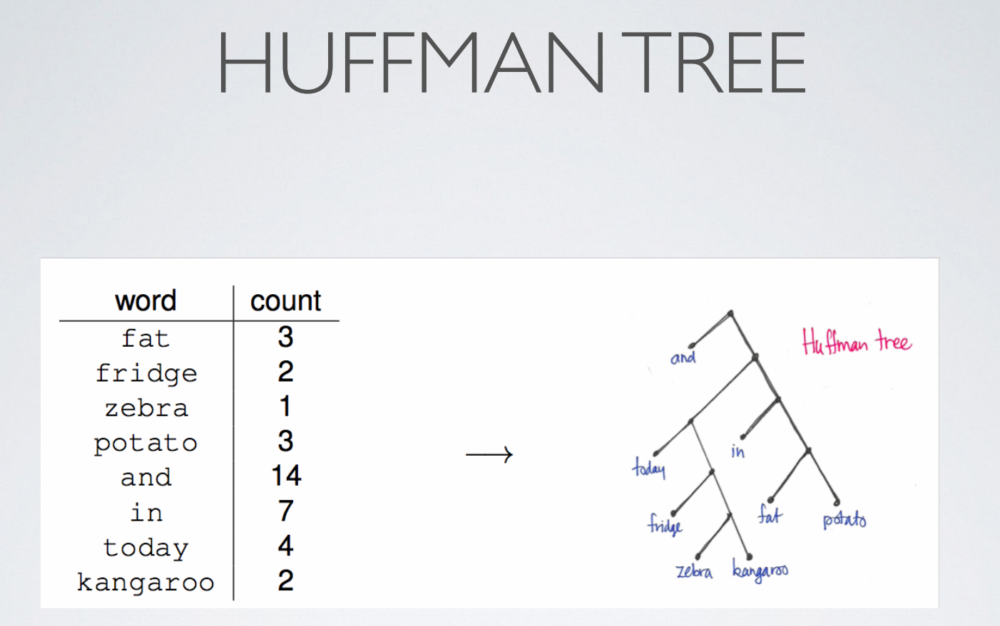 HUFFMAN TREE
word count
fat 3
fridge 2
zebra 1
potato 3
and 14
in 7
today 4
kangaroo 2
Huffman tree
and
in
today
fat
potato
fridge
zebra
kangaroo